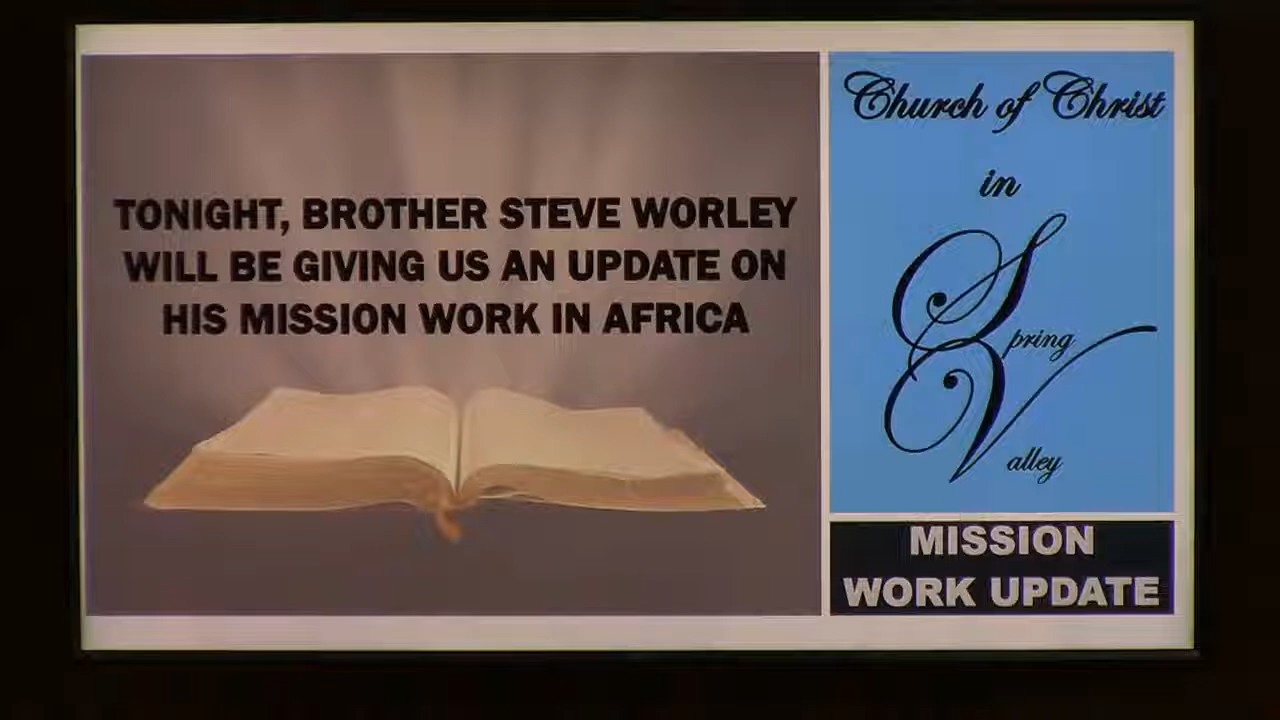 TONIGHT, BROTHER STEVE WORLEY
WILL BE GIVING US AN UPDATE ON
HIS MISSION WORK IN AFRICA
Church of Christ
in
Spring
Valley
MISSION
WORK UPDATE